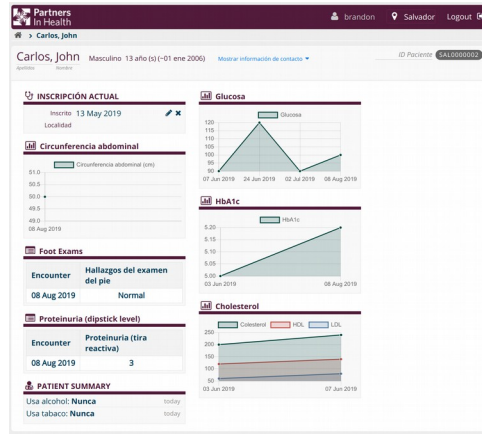 Partners
In Health
brandon Salvador Logout
Carlos, John
Carlos, John Masculino 13 año (s) (~01 ene 2006) Mostrar información de contacto
Apellidos Nombre
ID Paciente SAL0000002
INSCRIPCIÓN ACTUAL
Inscrito 13 May 2019
Localidad
Circunferencia abdominal
Circunferencia abdominal (cm)
51.0
50.5
50.0
49.5
49.0
08 Aug 2019
Foot Exams
Encounter Hallazgos del examen del pie
08 Aug 2019 Normal
Proteinuria (dipstick level)
Encounter Proteinuria (tira reactiva)
08 Aug 2019 3
PATIENT SUMMARY
Usa alcohol: Nunca today
Usa tabaco: Nunca today
Glucosa
Glucosa
120
115
110
105
100
95
90
07 Jun 2019 24 Jun 2019 02 Jul 2019 08 Aug 2019
HbA1c
HbA1c
5.20
5.15
5.10
5.05
5.00
03 Jun 2019 08 Aug 2019
Cholesterol
Colesterol HDL LDL
250
200
150
100
50
03 Jun 2019 07 Jun 2019